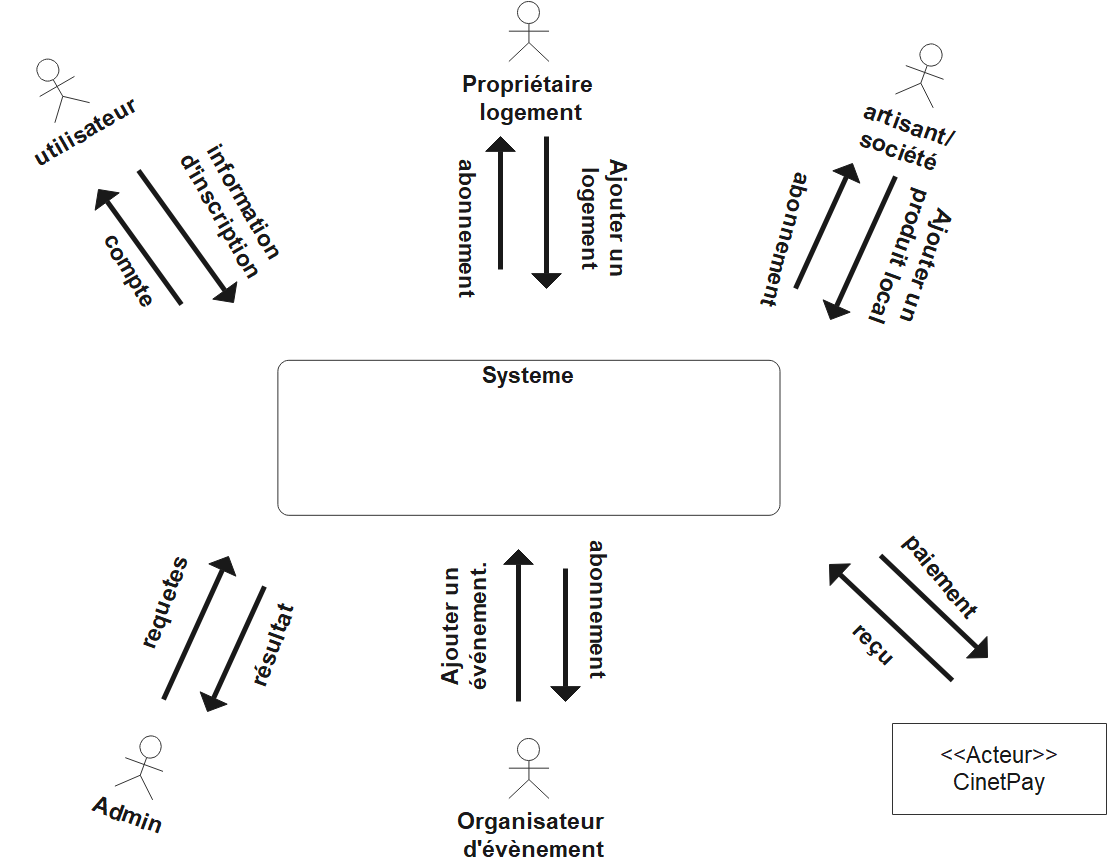 Propriétaire
logement
utilisateur
artisant/
société
information
d'inscription
compte
abonnement
Ajouter un
logement
abonnement
Ajouter un
produit local
Systeme
requetes
résultat
Ajouter un
événement.
abonnement
paiement
reçu
Admin
Organisateur
d'évènement
<<Acteur>>
CinetPay